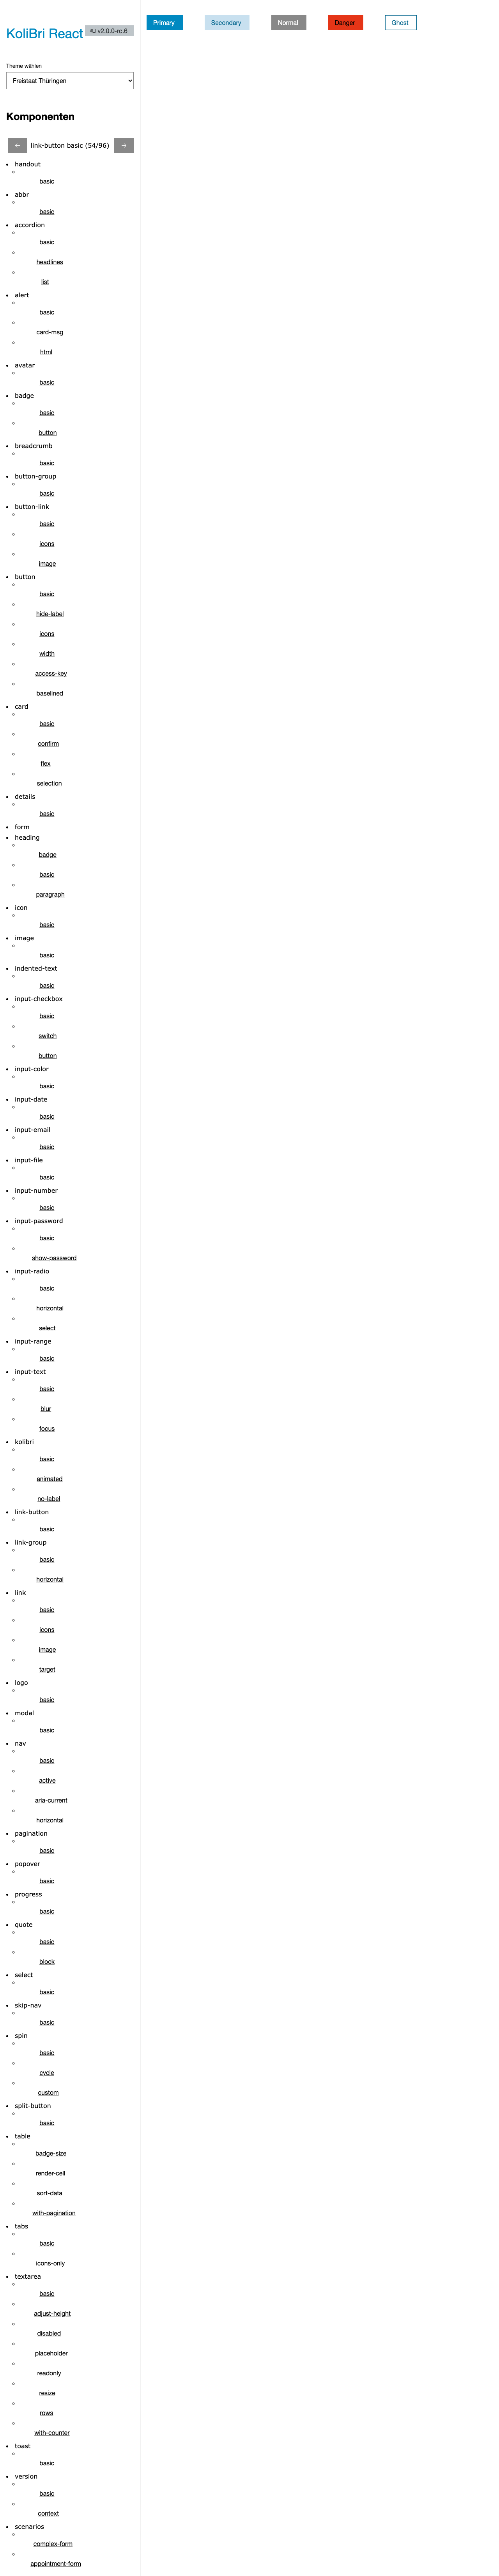 KoliBri React
v2.0.0-rc.6
Primary
Secondary
Normal
Danger
Ghost
Theme wählen
Freistaat Thüringen
Komponenten
← link-button basic (54/96) →
handout
basic
abbr
basic
accordion
basic
headlines
list
alert
basic
card-msg
html
avatar
basic
badge
basic
button
breadcrumb
basic
button-group
basic
button-link
basic
icons
image
button
basic
hide-label
icons
width
access-key
baselined
card
basic
confirm
flex
selection
details
basic
form
heading
badge
basic
paragraph
icon
basic
image
basic
indented-text
basic
input-checkbox
basic
switch
button
input-color
basic
input-date
basic
input-email
basic
input-file
basic
input-number
basic
input-password
basic
show-password
input-radio
basic
horizontal
select
input-range
basic
input-text
basic
blur
focus
kolibri
basic
animated
no-label
link-button
basic
link-group
basic
horizontal
link
basic
icons
image
target
logo
basic
modal
basic
nav
basic
active
aria-current
horizontal
pagination
basic
popover
basic
progress
basic
quote
basic
block
select
basic
skip-nav
basic
spin
basic
cycle
custom
split-button
basic
table
badge-size
render-cell
sort-data
with-pagination
tabs
basic
icons-only
textarea
basic
adjust-height
disabled
placeholder
readonly
resize
rows
with-counter
toast
basic
version
basic
context
scenarios
complex-form
appointment-form